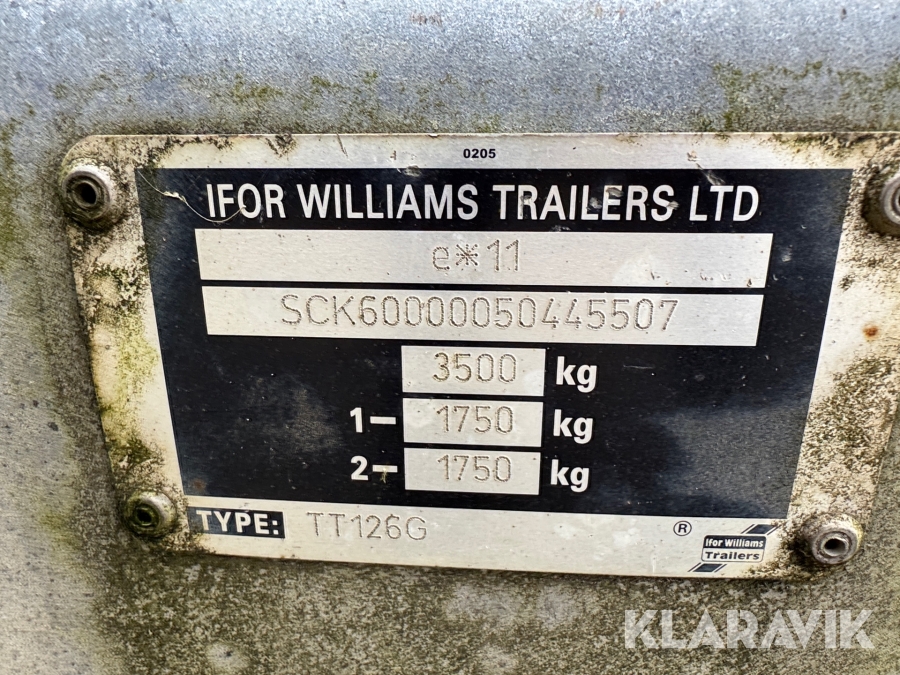 0205
IFOR WILLIAMS TRAILERS LTD
e*11
SCK60000050445507
3500 kg
1- 1750 kg
2- 1750 kg
TYPE: TT126G ®
Ifor Williams
Trailers
KLARAVIK